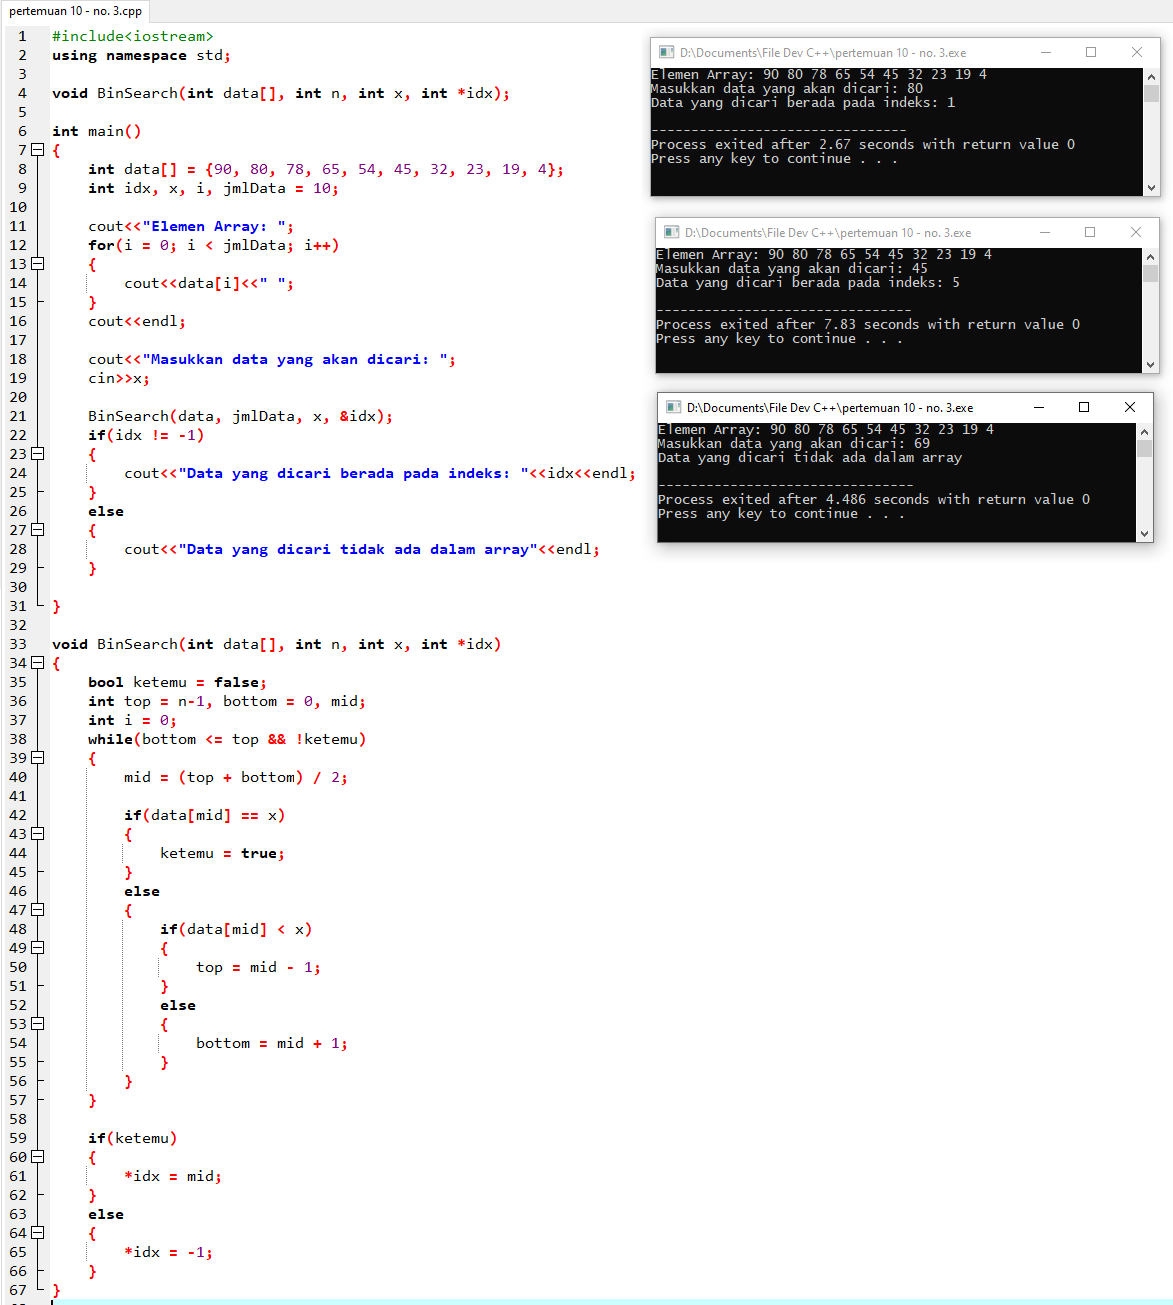 pertemuan 10 - no. 3.cpp
1 #include<iostream>
2 using namespace std;
3
4 void BinSearch(int data[], int n, int x, int *idx);
5
6 int main()
7 {
8 int data[] = {90, 80, 78, 65, 54, 45, 32, 23, 19, 4};
9 int idx, x, i, jmlData = 10;
10
11 cout<<"Elemen Array: ";
12 for(i = 0; i < jmlData; i++)
13 {
14 cout<<data[i]<<" ";
15 }
16 cout<<endl;
17
18 cout<<"Masukkan data yang akan dicari: ";
19 cin>>x;
20
21 BinSearch(data, jmlData, x, &idx);
22 if(idx != -1)
23 {
24 cout<<"Data yang dicari berada pada indeks: "<<idx<<endl;
25 }
26 else
27 {
28 cout<<"Data yang dicari tidak ada dalam array"<<endl;
29 }
30
31 }
32
33 void BinSearch(int data[], int n, int x, int *idx)
34 {
35 bool ketemu = false;
36 int top = n-1, bottom = 0, mid;
37 int i = 0;
38 while(bottom <= top && !ketemu)
39 {
40 mid = (top + bottom) / 2;
41
42 if(data[mid] == x)
43 {
44 ketemu = true;
45 }
46 else
47 {
48 if(data[mid] < x)
49 {
50 top = mid - 1;
51 }
52 else
53 {
54 bottom = mid + 1;
55 }
56 }
57 }
58
59 if(ketemu)
60 {
61 *idx = mid;
62 }
63 else
64 {
65 *idx = -1;
66 }
67 }
D:\Documents\File Dev C++\pertemuan 10 - no. 3.exe
Elemen Array: 90 80 78 65 54 45 32 23 19 4
Masukkan data yang akan dicari: 80
Data yang dicari berada pada indeks: 1
--------------------------------
Process exited after 2.67 seconds with return value 0
Press any key to continue . . .
D:\Documents\File Dev C++\pertemuan 10 - no. 3.exe
Elemen Array: 90 80 78 65 54 45 32 23 19 4
Masukkan data yang akan dicari: 45
Data yang dicari berada pada indeks: 5
--------------------------------
Process exited after 7.83 seconds with return value 0
Press any key to continue . . .
D:\Documents\File Dev C++\pertemuan 10 - no. 3.exe
Elemen Array: 90 80 78 65 54 45 32 23 19 4
Masukkan data yang akan dicari: 69
Data yang dicari tidak ada dalam array
--------------------------------
Process exited after 4.486 seconds with return value 0
Press any key to continue . . .